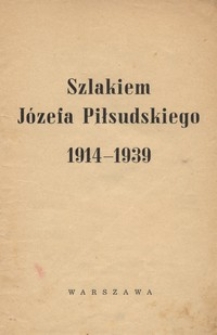 Szlakiem
Józefa Piłsudskiego
1914-1939
WARSZAWA